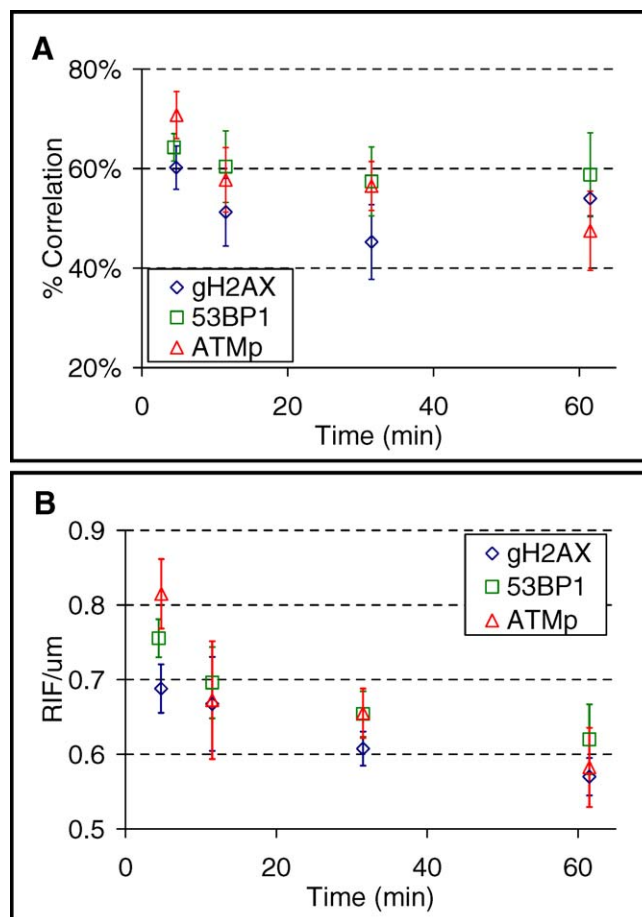 A
80%
60%
40%
20%
% Correlation
gH2AX
53BP1
ATMp
0
20
40
60
Time (min)
B
0.9
0.8
0.7
0.6
0.5
RIF/um
gH2AX
53BP1
ATMp
0
20
40
60
Time (min)